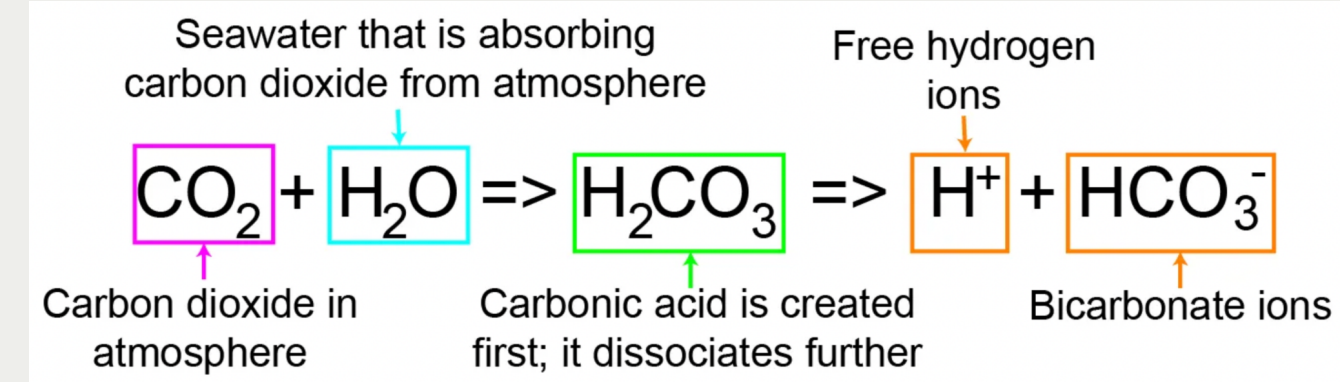 Seawater that is absorbing
carbon dioxide from atmosphere
Free hydrogen
ions
CO₂ + H₂O => H₂CO₃ => H⁺ + HCO₃⁻
Carbon dioxide in
atmosphere
Carbonic acid is created
first; it dissociates further
Bicarbonate ions